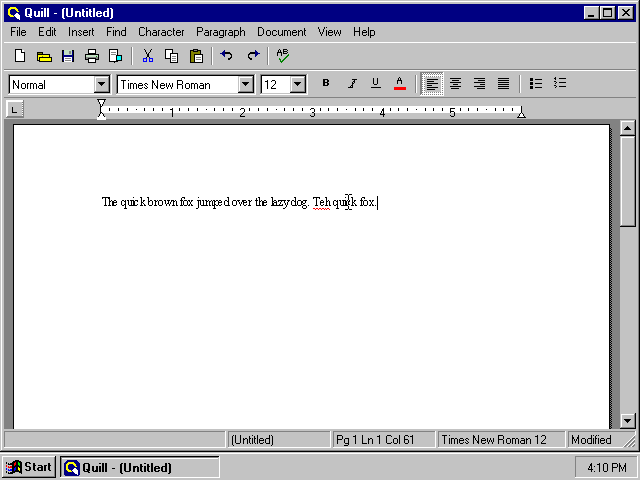 Quill - (Untitled)
File Edit Insert Find Character Paragraph Document View Help
ABC
Normal Times New Roman 12 B I U A
L 1 2 3 4 5
The quick brown fox jumped over the lazy dog. Teh quick fox.
(Untitled) Pg 1 Ln 1 Col 61 Times New Roman 12 Modified
Start Quill - (Untitled) 4:10 PM